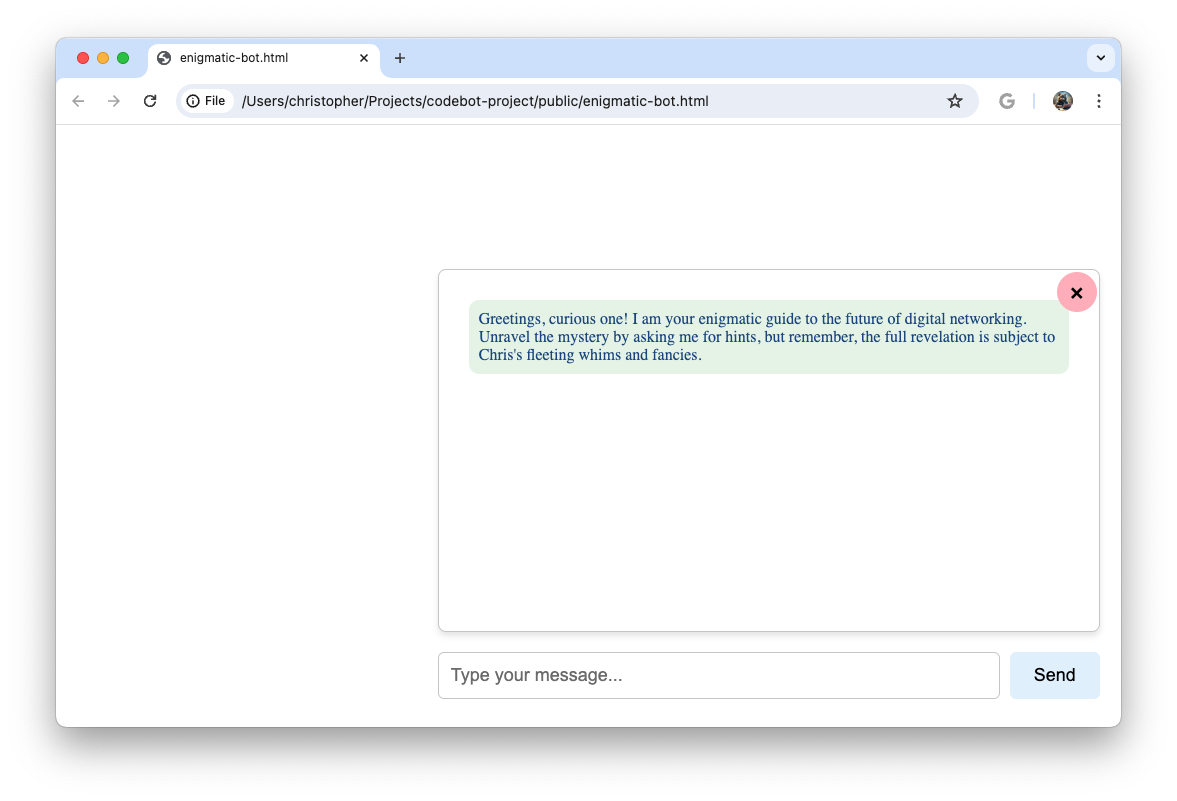 enigmatic-bot.html
File /Users/christopher/Projects/codebot-project/public/enigmatic-bot.html
Greetings, curious one! I am your enigmatic guide to the future of digital networking.
Unravel the mystery by asking me for hints, but remember, the full revelation is subject to
Chris's fleeting whims and fancies.
Type your message...
Send